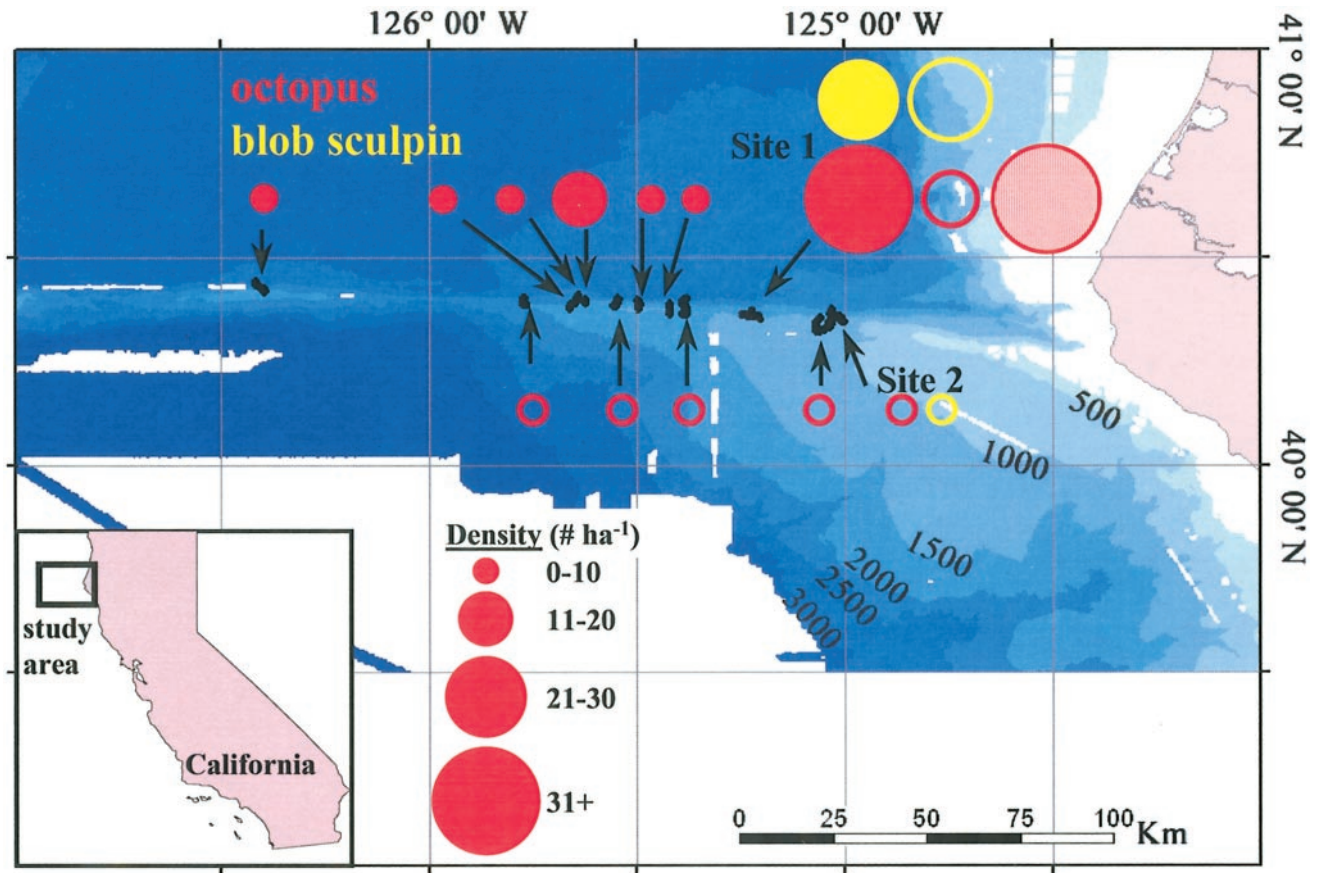 126° 00' W
125° 00' W
41° 00' N
octopus
blob sculpin
Site 1
Site 2
500
1000
40° 00' N
1500
2000
2500
3000
Density (# ha-1)
0-10
11-20
21-30
31+
study
area
California
0 25 50 75 100 Km